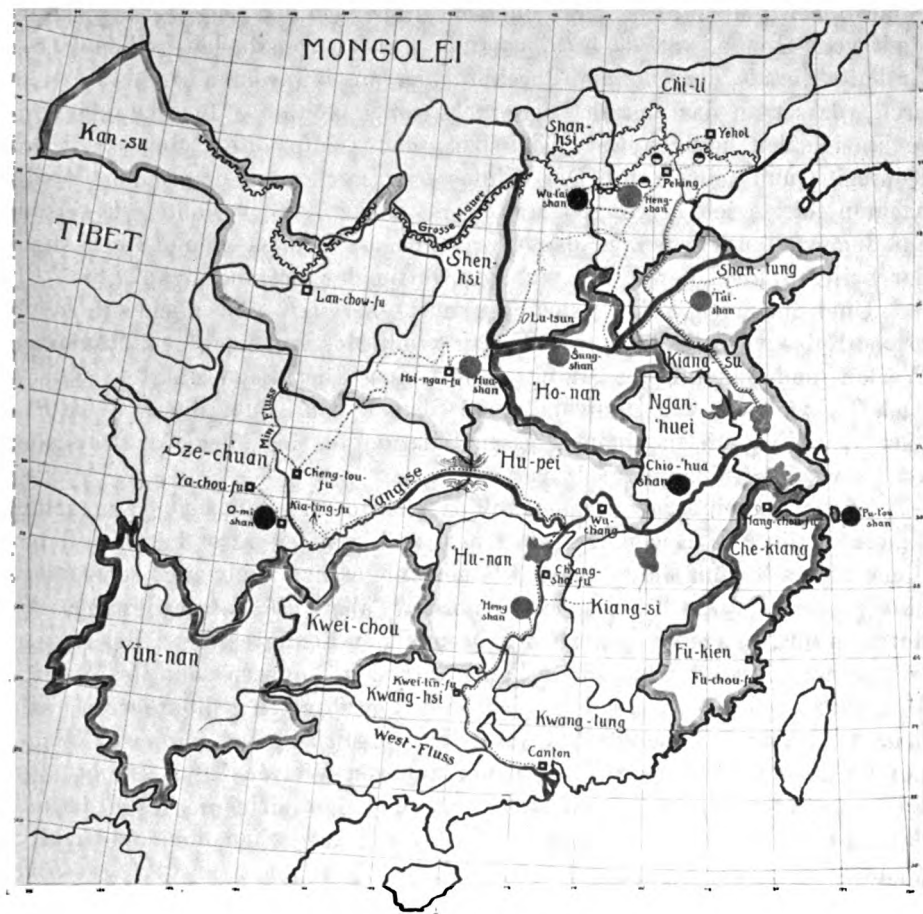 MONGOLEI
Chi-li
Kan-su
Shan-
hsi
Yehol
Peking
Wu-tai
shan
Heng-
shan
Grosse Mauer
TIBET
Shen-
hsi
Shan-tung
Tai-
shan
Lan-chow-fu
Lu-tsun
Kiang-su
Sung-
shan
Hsi-ngan-fu
Hua-
shan
Ho-nan
Ngan-
'huei
Min, Fluss.
Sze-chuan
'Hu-pei
Chio-'hua
shan
Cheng-tou-
fu
Yangtse
Ya-chou-fu
Kia-ting-fu
O-mi
shan
Wu-
chang
Hang-chou-fu
Pu-tou
shan
Che-kiang
'Hu-nan
Chang-
sha-fu
Kiang-si
Heng
shan
Kwei-chou
Yün-nan
Fu-kien
Fu-chou-fu
Kwei-lin-fu
Kwang-hsi
Kwang-tung
West-Fluss
Canton